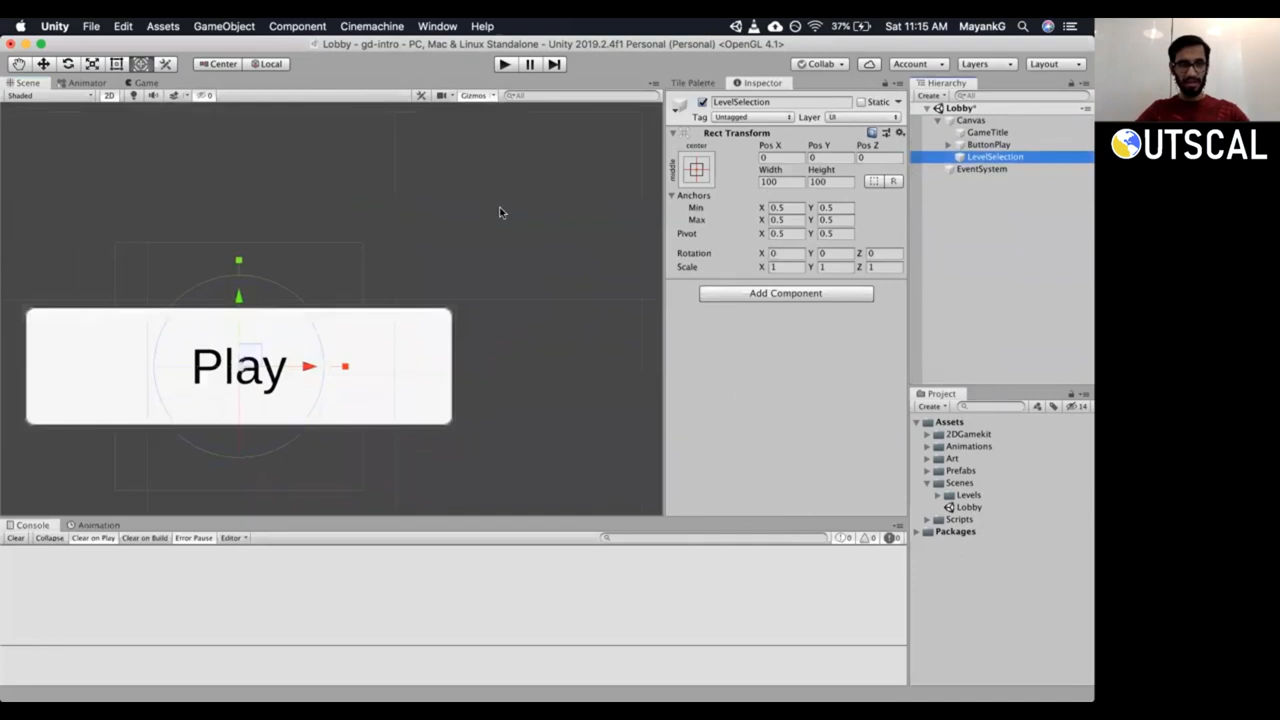 Unity File Edit Assets GameObject Component Cinemachine Window Help 37% Sat 11:15 AM MayankG
Lobby - gd-intro - PC, Mac & Linux Standalone - Unity 2019.2.4f1 Personal (Personal) <OpenGL 4.1>
Center Local Collab Account Layers Layout
Scene Animator Game Tile Palette Inspector Hierarchy
Shaded 2D 0 Gizmos All Create All
LevelSelection Static
Tag Untagged Layer UI
Rect Transform
center Pos X Pos Y Pos Z
middle 0 0 0
Width Height
100 100 R
Anchors
Min X 0.5 Y 0.5
Max X 0.5 Y 0.5
Pivot X 0.5 Y 0.5
Rotation X 0 Y 0 Z 0
Scale X 1 Y 1 Z 1
Add Component
Lobby*
Canvas
GameTitle
ButtonPlay
LevelSelection
EventSystem
Play
OUTSCAL
Project
Create 14
Assets
2DGamekit
Animations
Art
Prefabs
Scenes
Levels
Lobby
Scripts
Packages
Console Animation
Clear Collapse Clear on Play Clear on Build Error Pause Editor 0 0 0